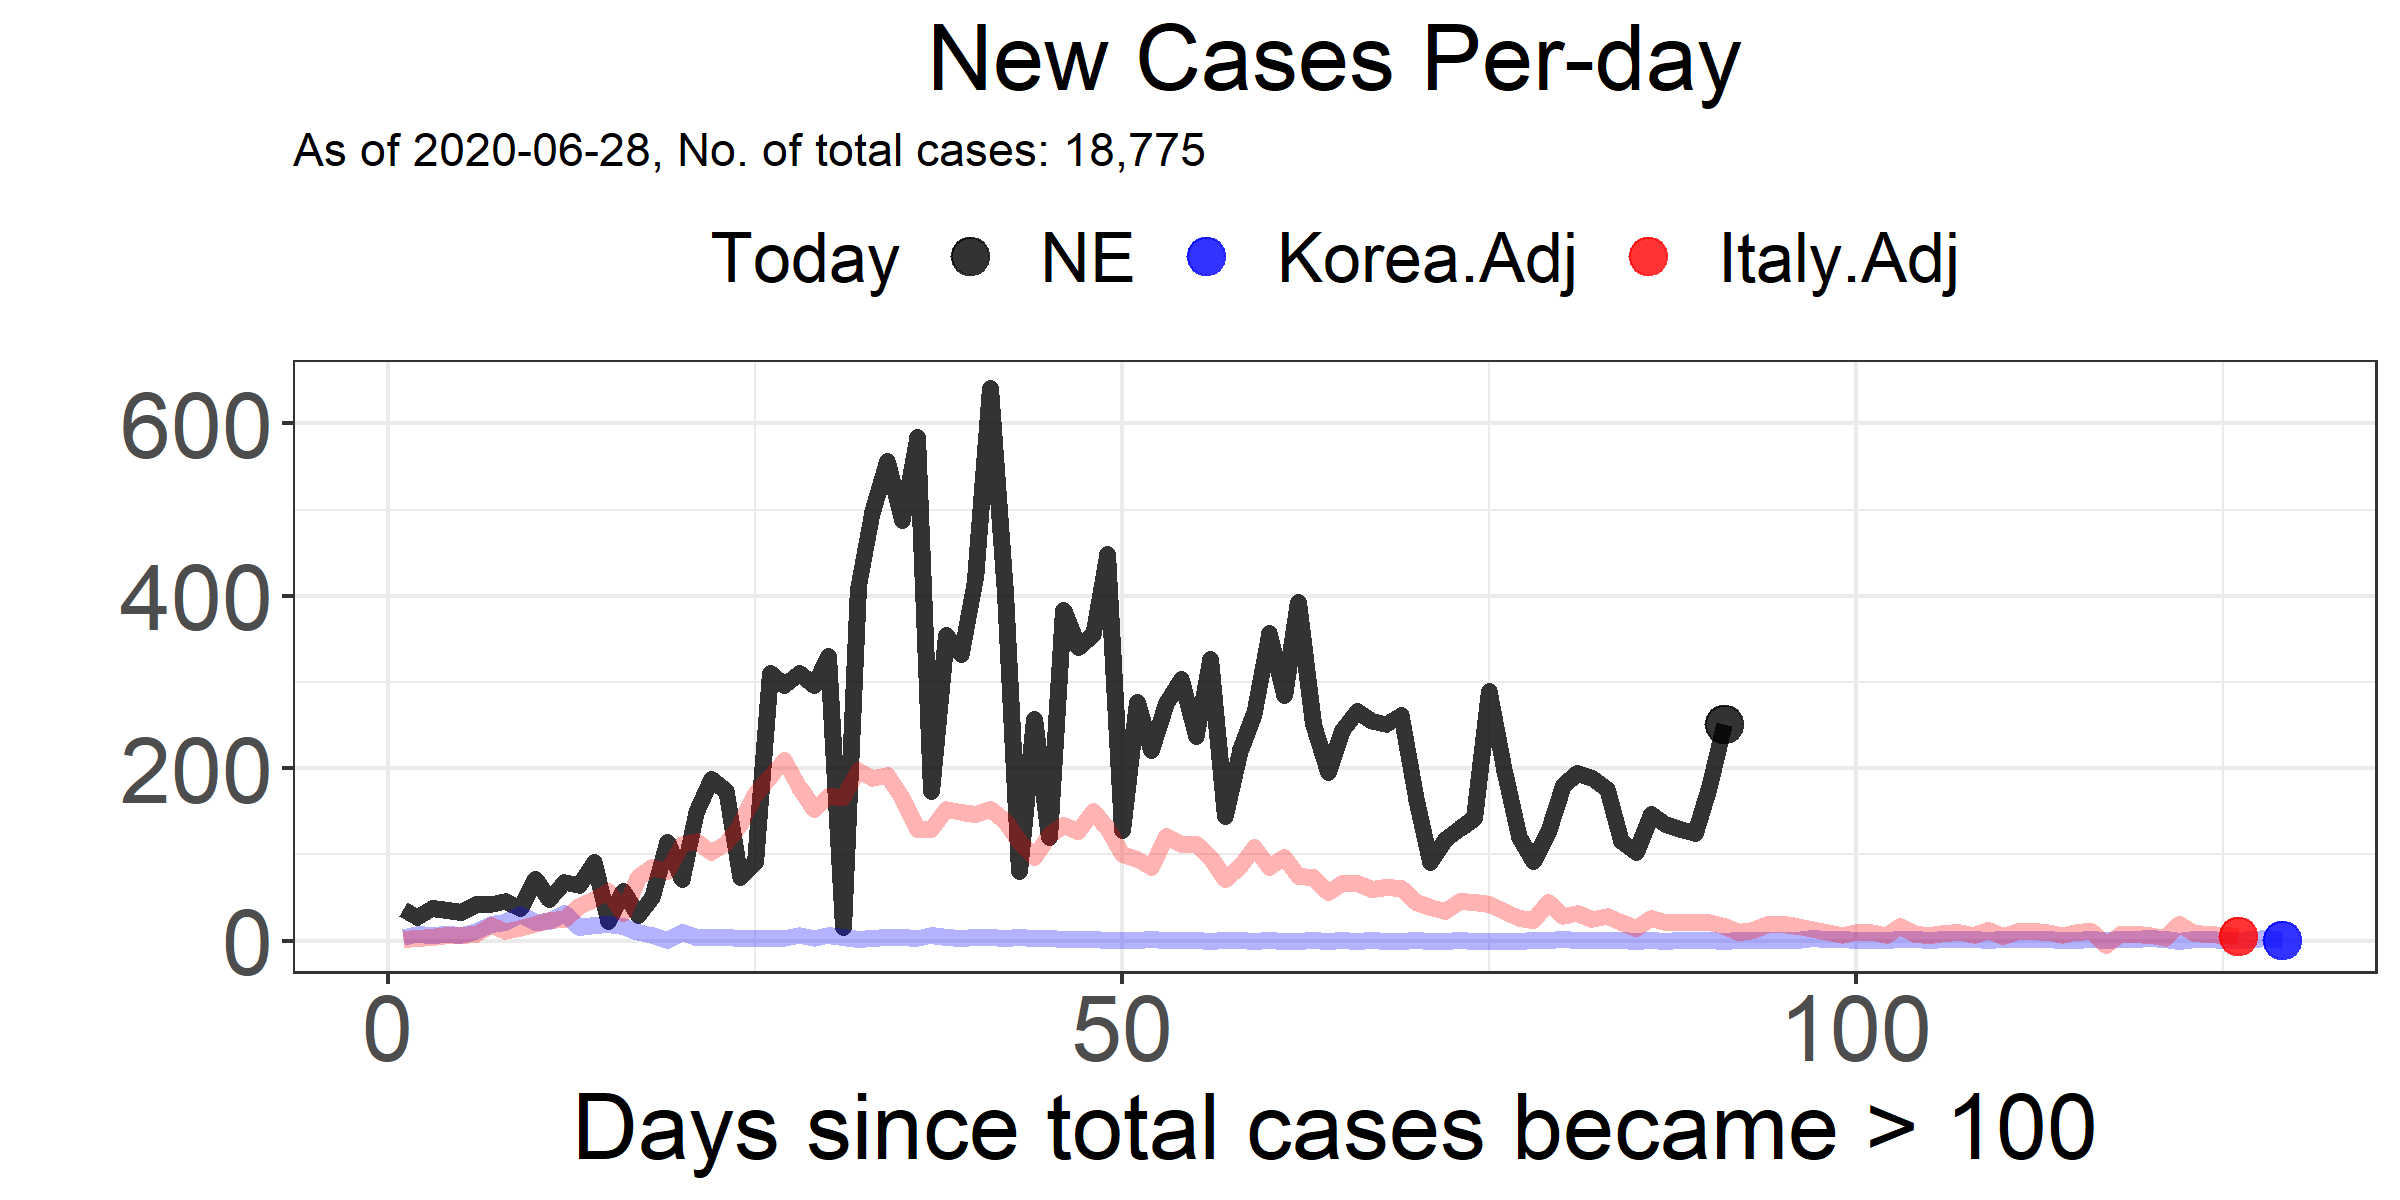 New Cases Per-day
As of 2020-06-28, No. of total cases: 18,775
Today NE Korea.Adj Italy.Adj
600
400
200
0
0 50 100
Days since total cases became > 100